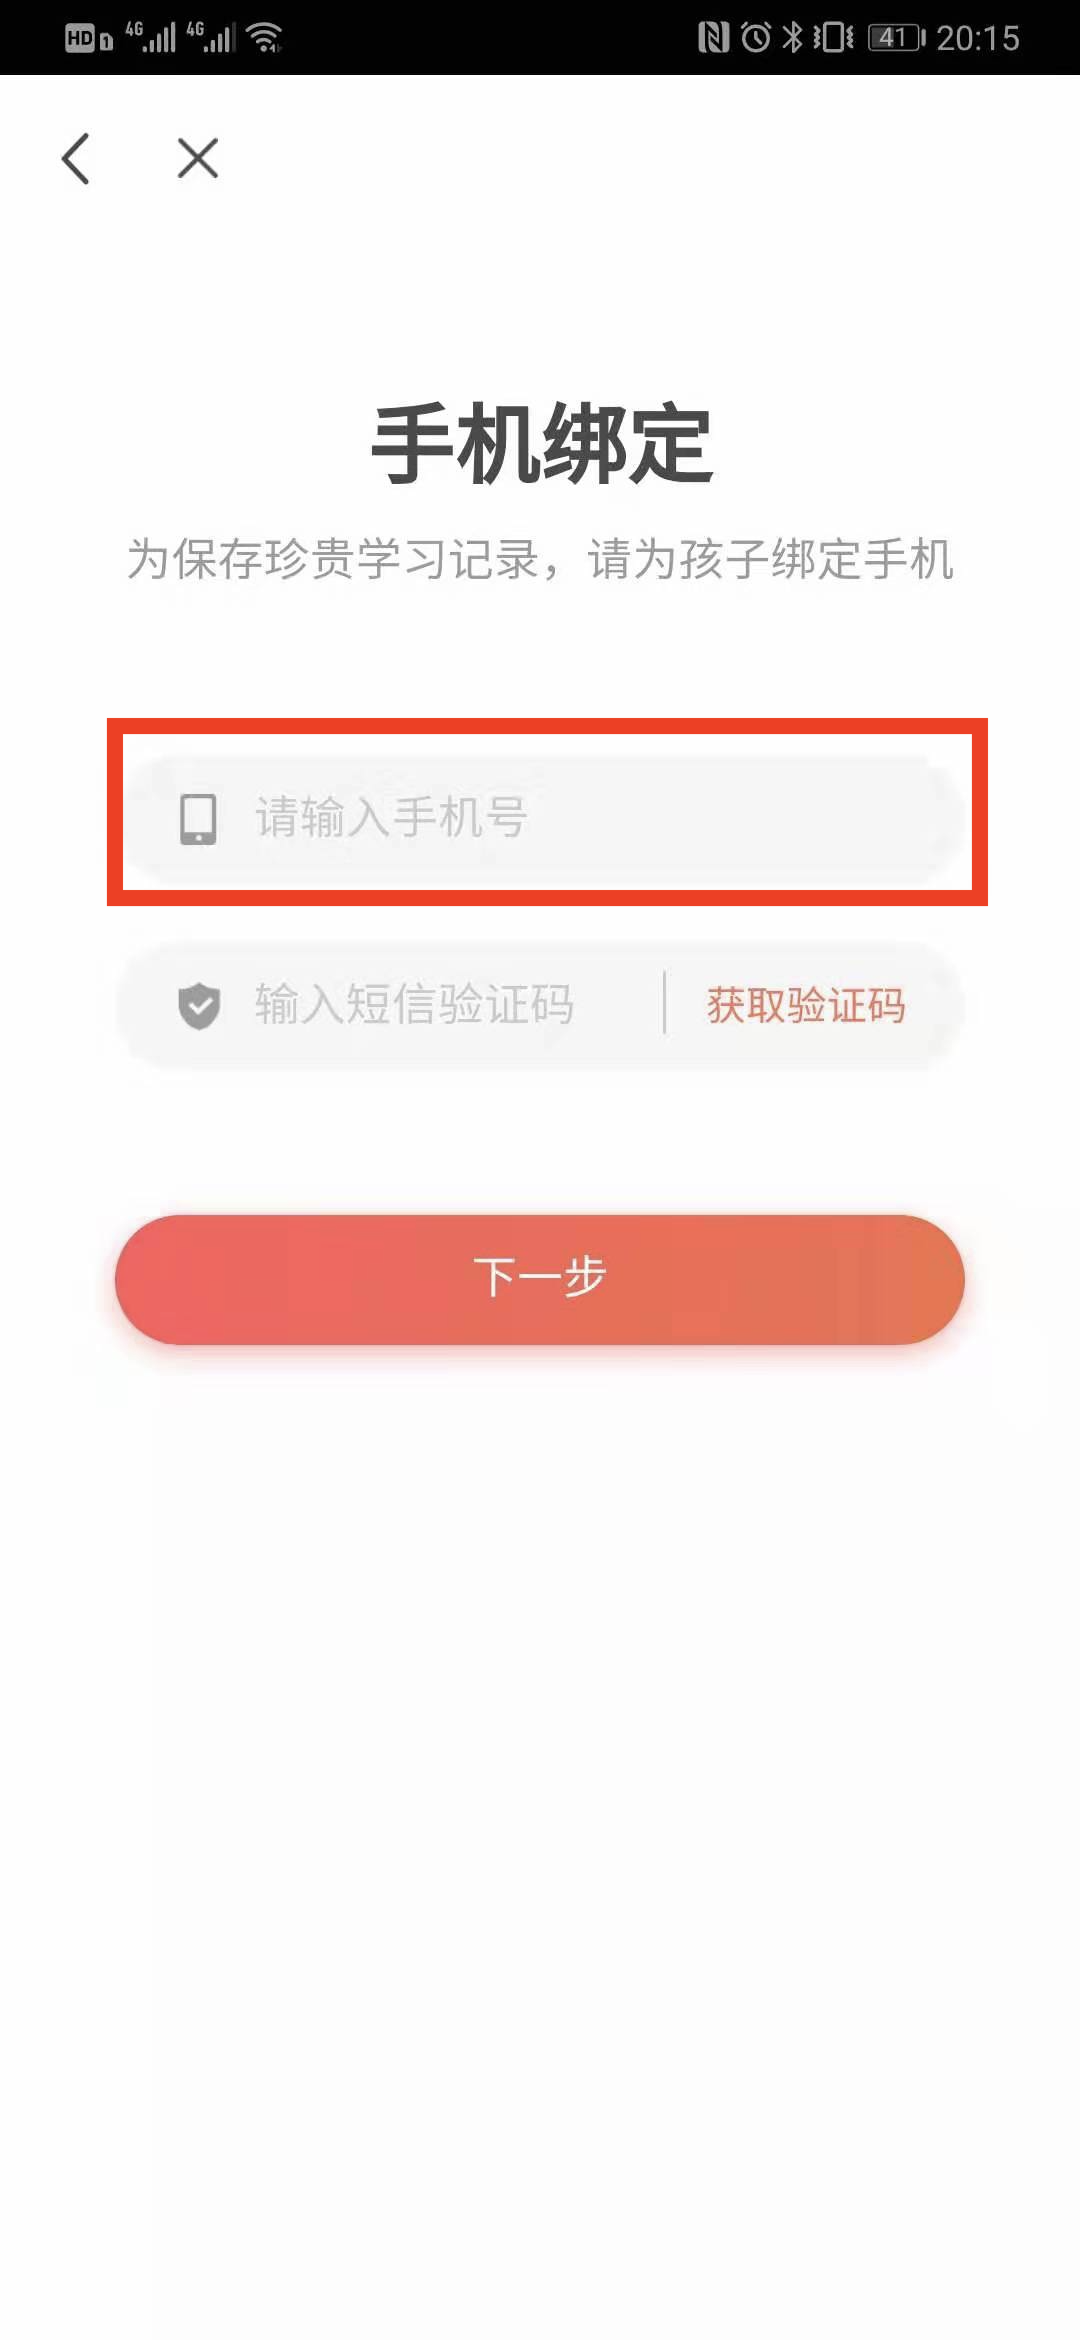 HD 1 4G 4G 41 20:15
手机绑定
为保存珍贵学习记录，请为孩子绑定手机
请输入手机号
输入短信验证码 获取验证码
下一步